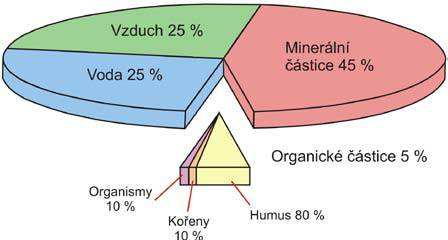 Vzduch 25 %
Minerální
částice 45 %
Voda 25 %
Organické částice 5 %
Organismy
10 %
Kořeny
10 %
Humus 80 %